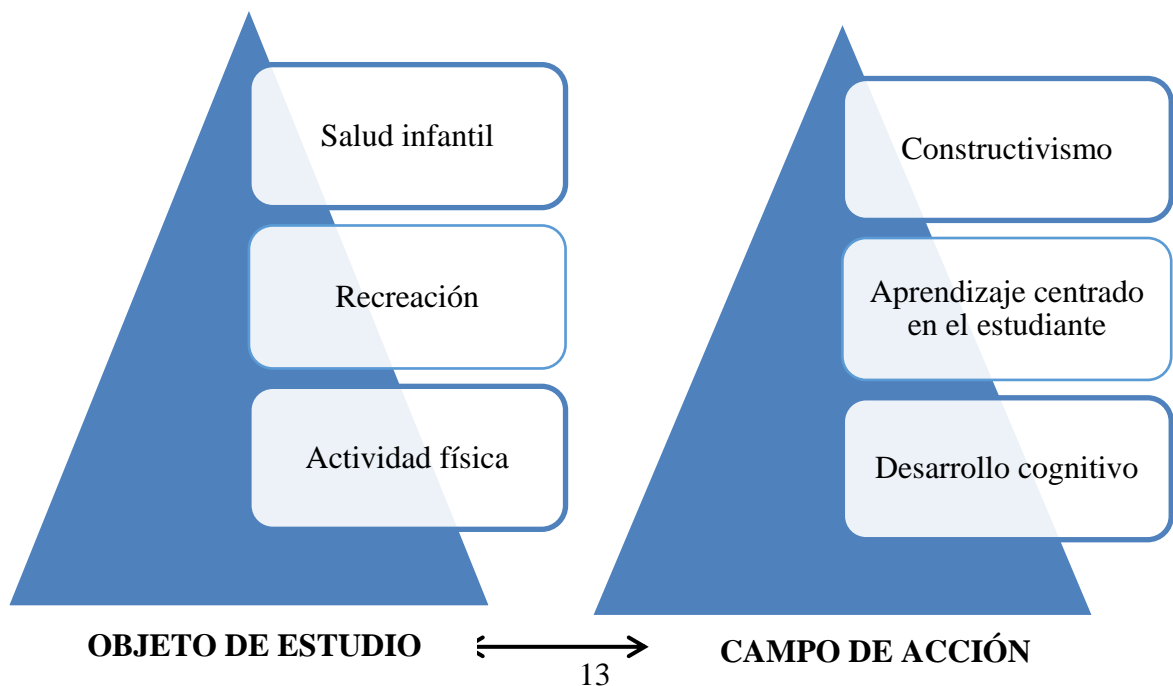 Salud infantil
Recreación
Actividad física
OBJETO DE ESTUDIO
Constructivismo
Aprendizaje centrado
en el estudiante
Desarrollo cognitivo
CAMPO DE ACCIÓN
13